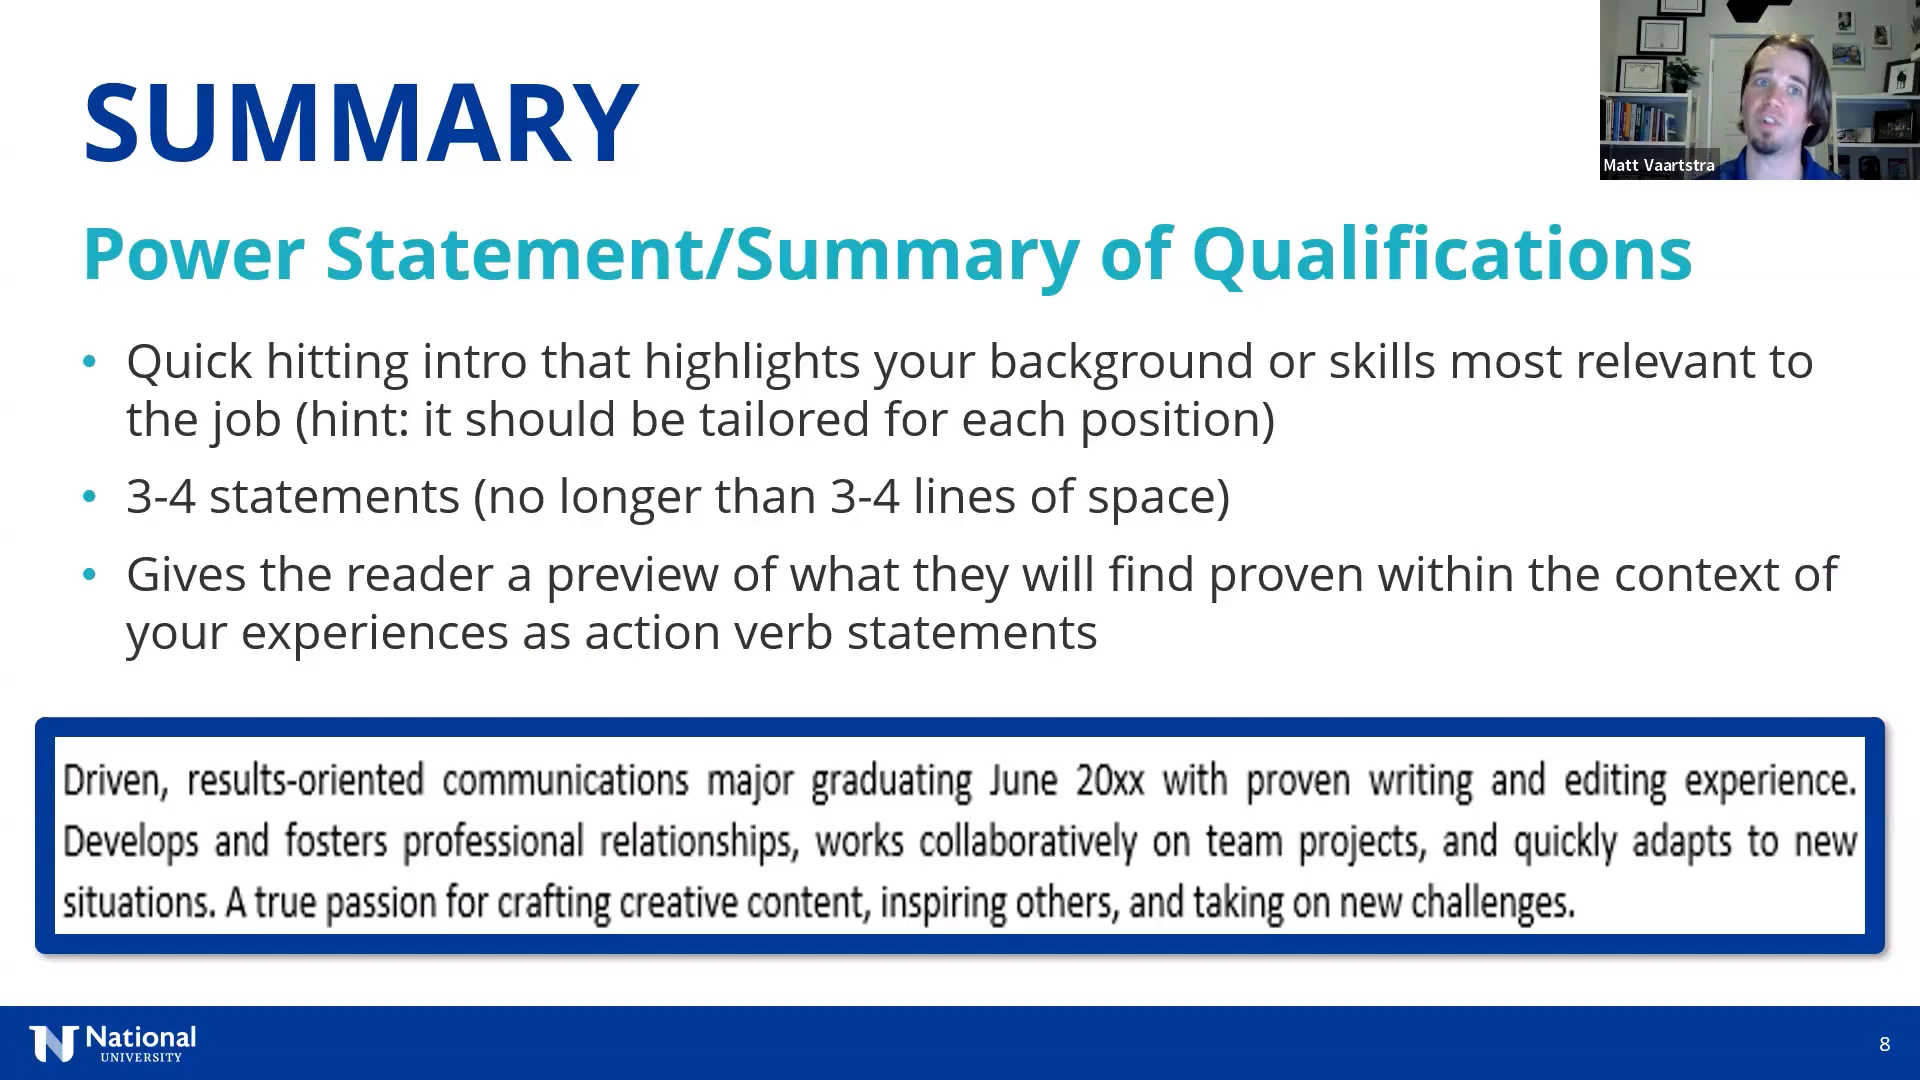 SUMMARY
Matt Vaartstra
Power Statement/Summary of Qualifications
• Quick hitting intro that highlights your background or skills most relevant to
the job (hint: it should be tailored for each position)
• 3-4 statements (no longer than 3-4 lines of space)
• Gives the reader a preview of what they will find proven within the context of
your experiences as action verb statements
Driven, results-oriented communications major graduating June 20xx with proven writing and editing experience.
Develops and fosters professional relationships, works collaboratively on team projects, and quickly adapts to new
situations. A true passion for crafting creative content, inspiring others, and taking on new challenges.
National
UNIVERSITY
8